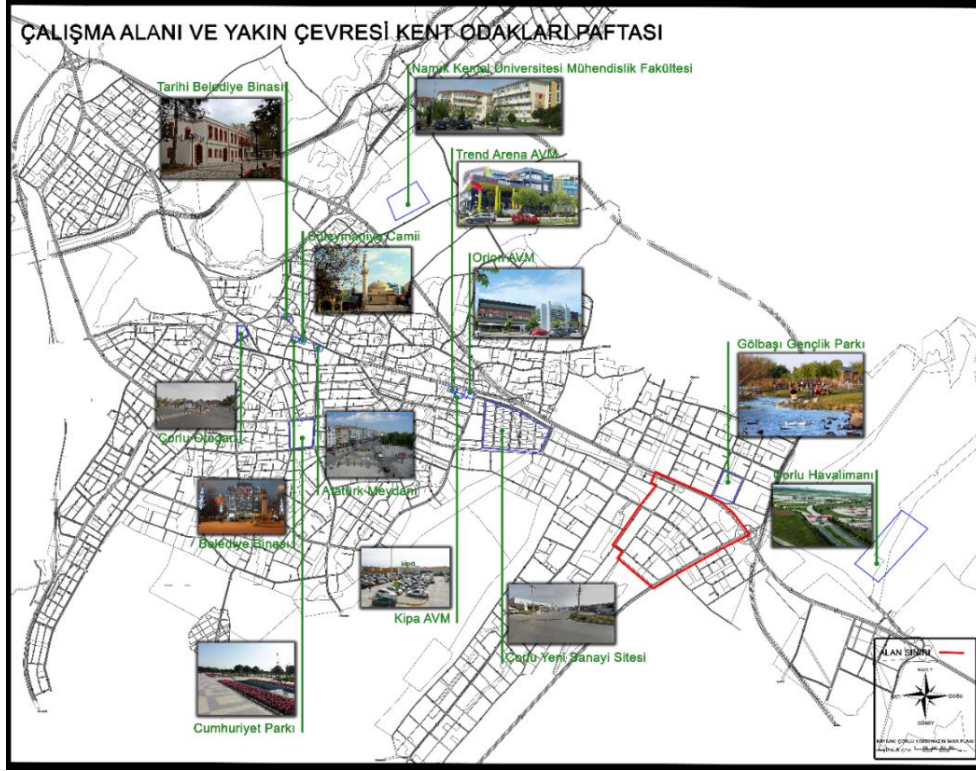 ÇALIŞMA ALANI VE YAKIN ÇEVRESİ KENT ODAKLARI PAFTASI
Namık Kemal Üniversitesi Mühendislik Fakültesi
Tarihi Belediye Binası
Trend Arena AVM
Süleymaniye Camii
Orion AVM
Gölbaşı Gençlik Parkı
Çorlu Otogarı
Çorlu Havalimanı
Atatürk Meydanı
Belediye Binası
Kipa AVM
Çorlu Yeni Sanayi Sitesi
Cumhuriyet Parkı
ALAN SINIRI
DOĞU
GÜNEY